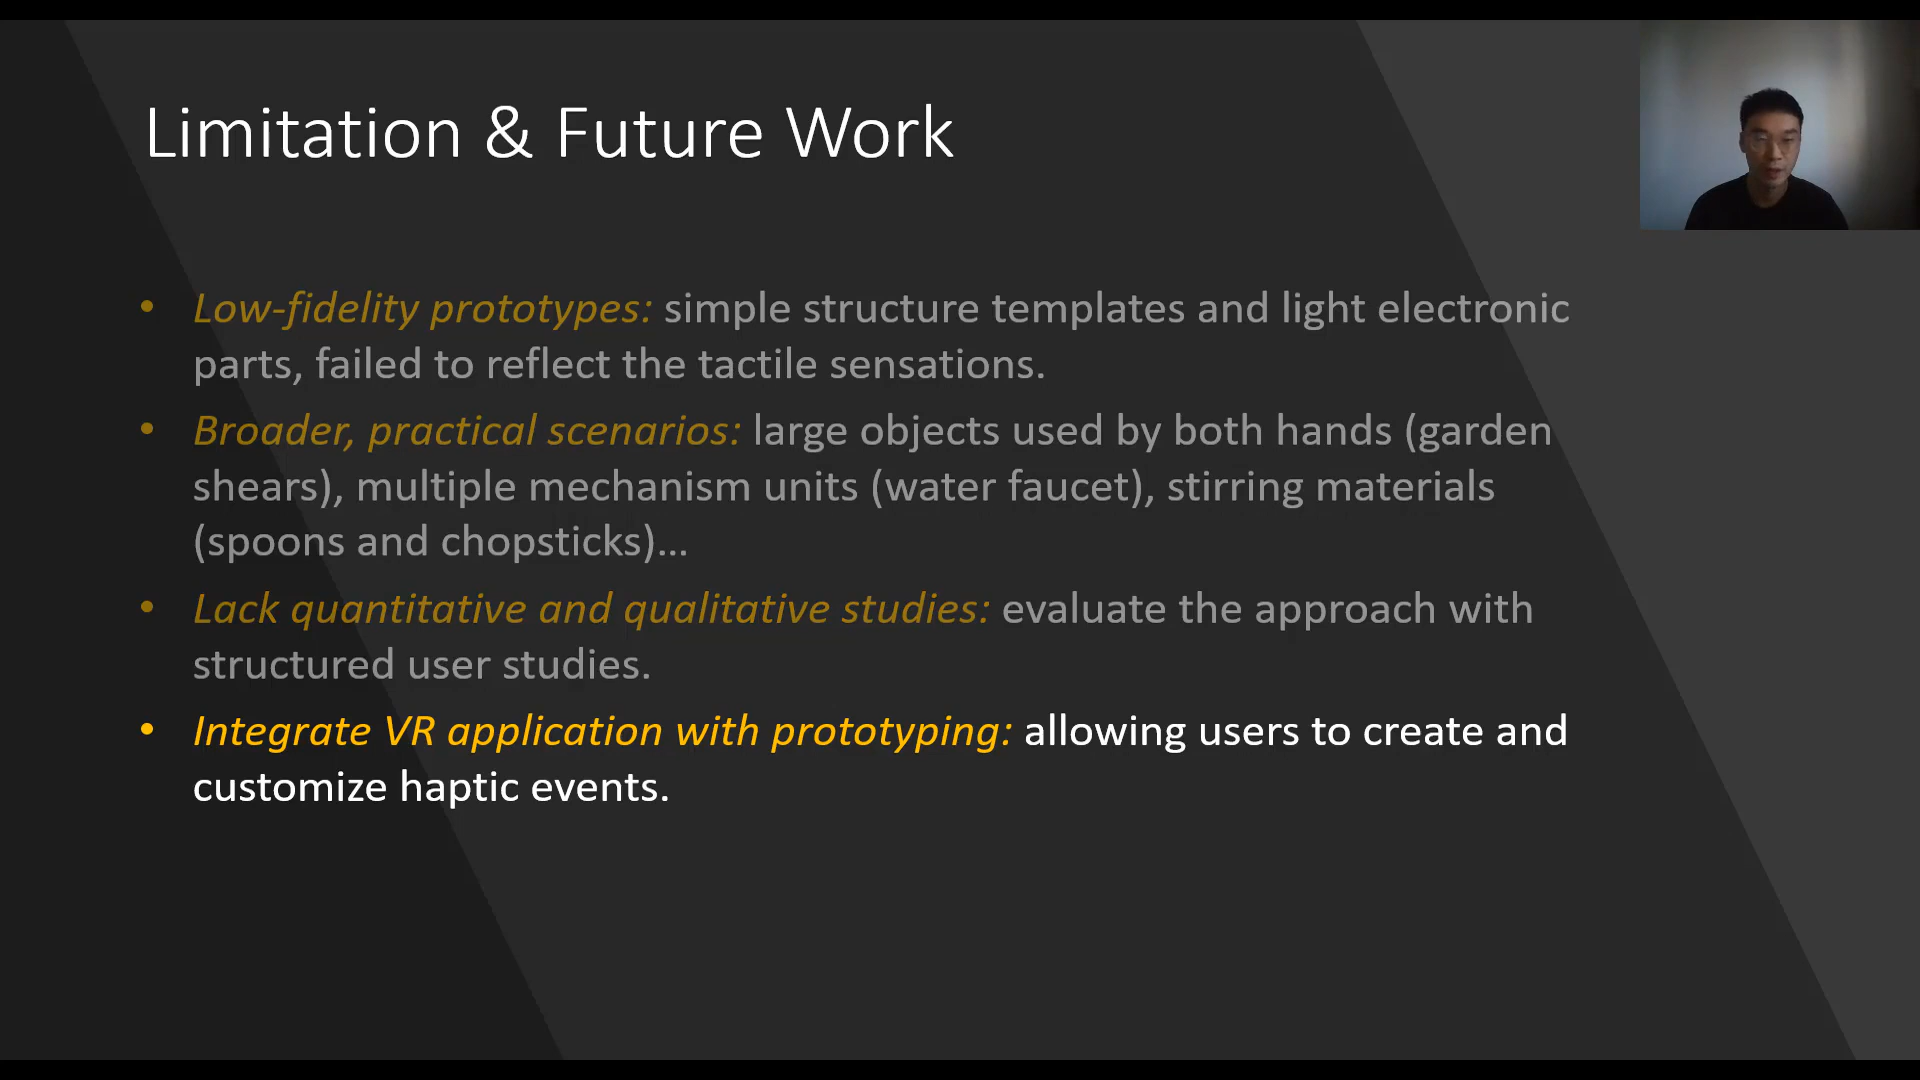 Limitation & Future Work
• Low-fidelity prototypes: simple structure templates and light electronic
parts, failed to reflect the tactile sensations.
• Broader, practical scenarios: large objects used by both hands (garden
shears), multiple mechanism units (water faucet), stirring materials
(spoons and chopsticks)…
• Lack quantitative and qualitative studies: evaluate the approach with
structured user studies.
• Integrate VR application with prototyping: allowing users to create and
customize haptic events.